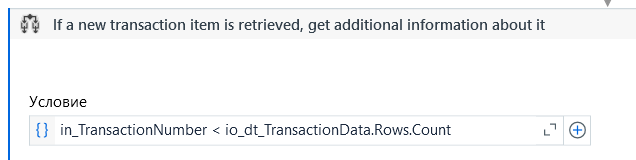 If a new transaction item is retrieved, get additional information about it
Условие
{} in_TransactionNumber < io_dt_TransactionData.Rows.Count